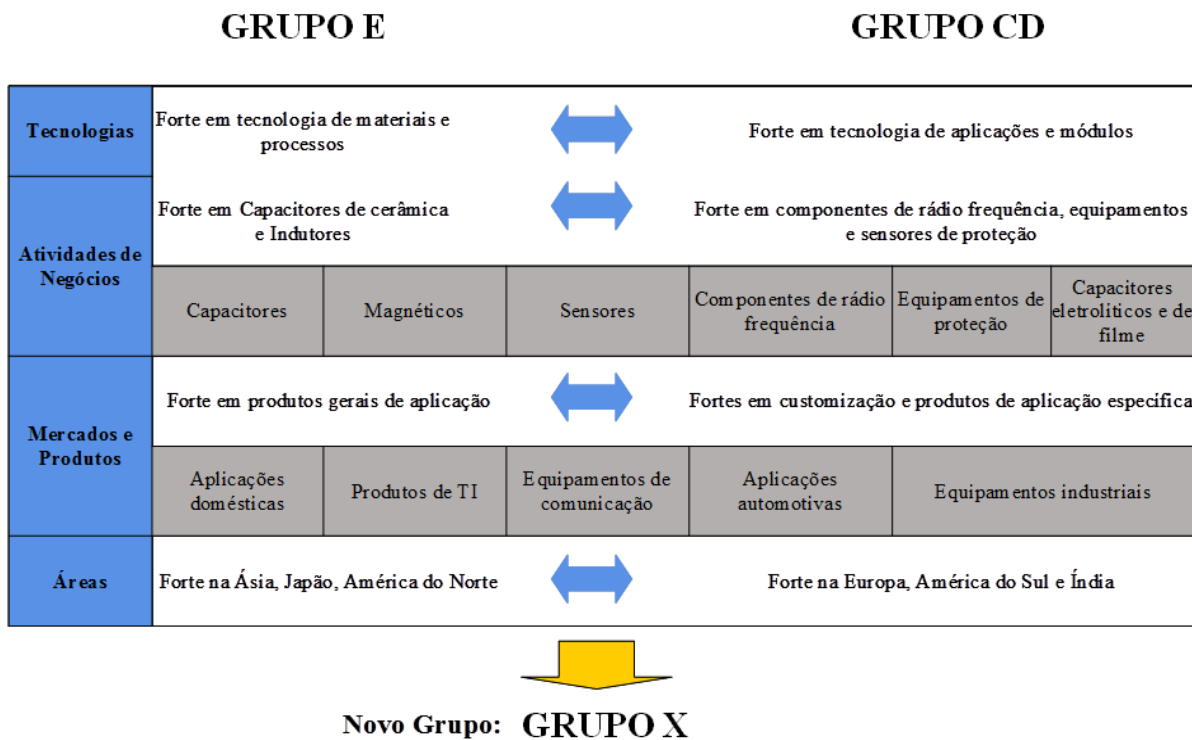 GRUPO E
GRUPO CD
Tecnologias
Forte em tecnologia de materiais e
processos
Forte em tecnologia de aplicações e módulos
Atividades de
Negócios
Forte em Capacitores de cerâmica
e Indutores
Forte em componentes de rádio frequência, equipamentos
e sensores de proteção
Capacitores
Magnéticos
Sensores
Componentes de rádio
frequência
Equipamentos de
proteção
Capacitores
eletrolíticos e de
filme
Mercados e
Produtos
Forte em produtos gerais de aplicação
Fortes em customização e produtos de aplicação específica
Aplicações
domésticas
Produtos de TI
Equipamentos de
comunicação
Aplicações
automotivas
Equipamentos industriais
Áreas
Forte na Ásia, Japão, América do Norte
Forte na Europa, América do Sul e Índia
Novo Grupo: GRUPO X